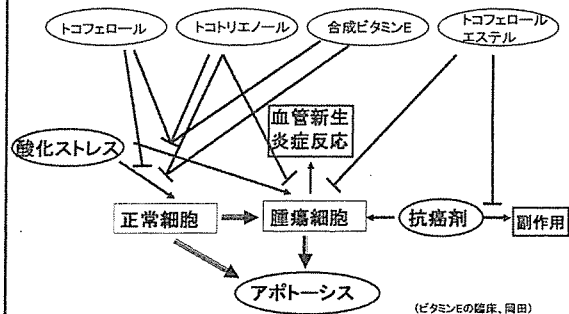 トコフェロール
トコトリエノール
合成ビタミンE
トコフェロール
エステル
血管新生
炎症反応
酸化ストレス
正常細胞
腫瘍細胞
抗癌剤
副作用
アポトーシス
(ビタミンEの臨床、岡田)